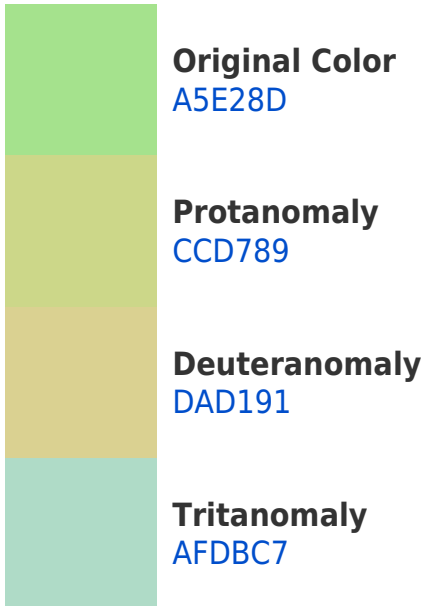 Original Color
A5E28D
Protanomaly
CCD789
Deuteranomaly
DAD191
Tritanomaly
AFDBC7